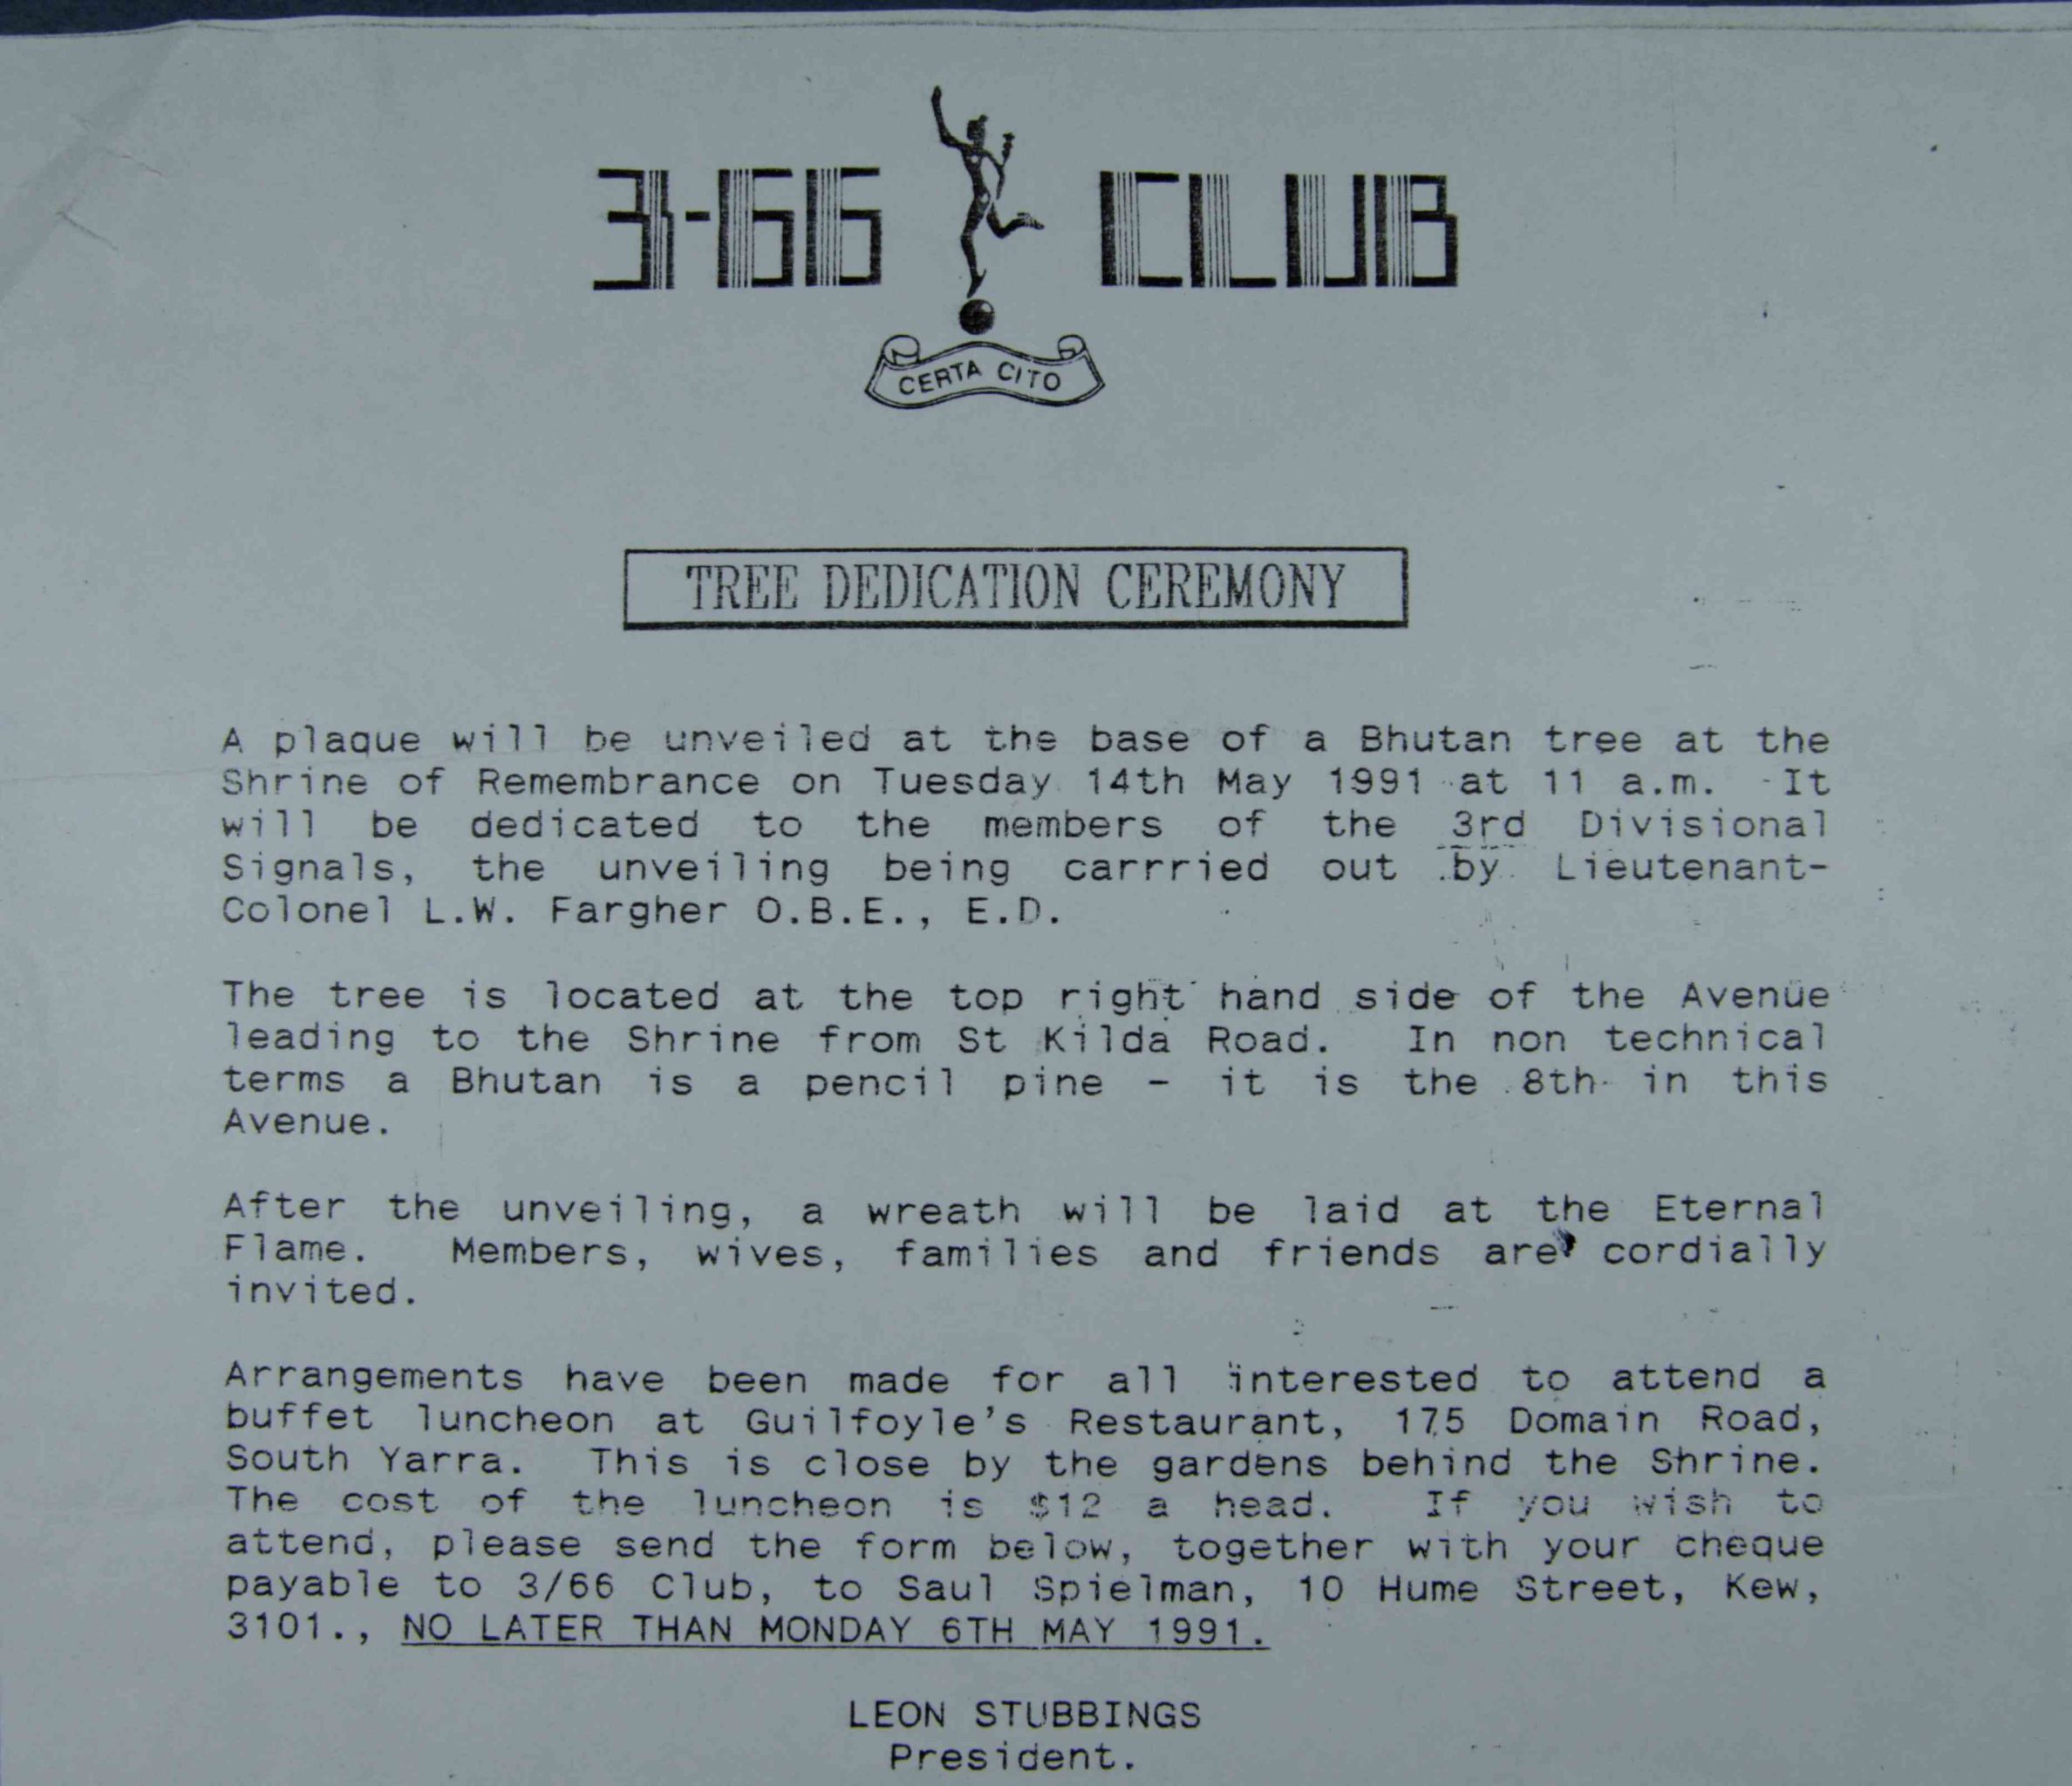 3-66 CLUB
CERTA CITO
TREE DEDICATION CEREMONY
A plaque will be unveiled at the base of a Bhutan tree at the
Shrine of Remembrance on Tuesday 14th May 1991 at 11 a.m. It
will be dedicated to the members of the 3rd Divisional
Signals, the unveiling being carrried out by Lieutenant-
Colonel L.W. Fargher O.B.E., E.D.
The tree is located at the top right hand side of the Avenue
leading to the Shrine from St Kilda Road. In non technical
terms a Bhutan is a pencil pine - it is the 8th in this
Avenue.
After the unveiling, a wreath will be laid at the Eternal
Flame. Members, wives, families and friends are cordially
invited.
Arrangements have been made for all interested to attend a
buffet luncheon at Guilfoyle's Restaurant, 175 Domain Road,
South Yarra. This is close by the gardens behind the Shrine.
The cost of the luncheon is $12 a head. If you wish to
attend, please send the form below, together with your cheque
payable to 3/66 Club, to Saul Spielman, 10 Hume Street, Kew,
3101., NO LATER THAN MONDAY 6TH MAY 1991.
LEON STUBBINGS
President.